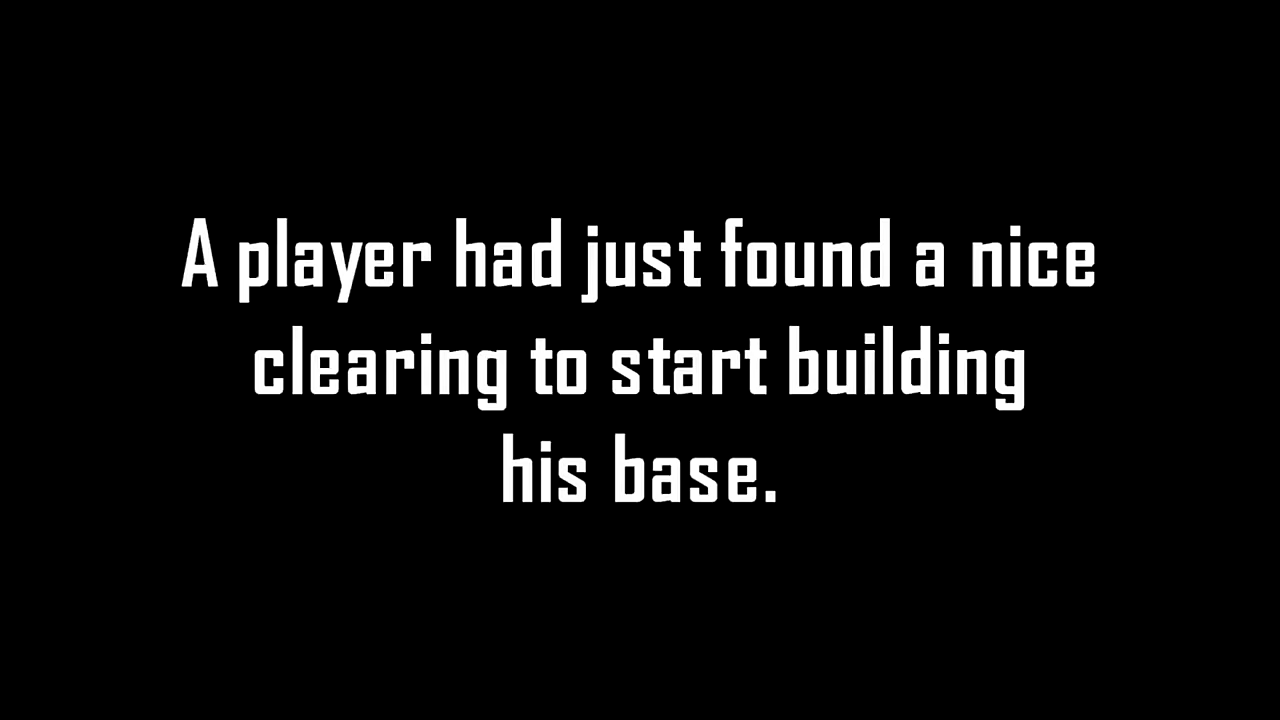 A player had just found a nice
clearing to start building
his base.